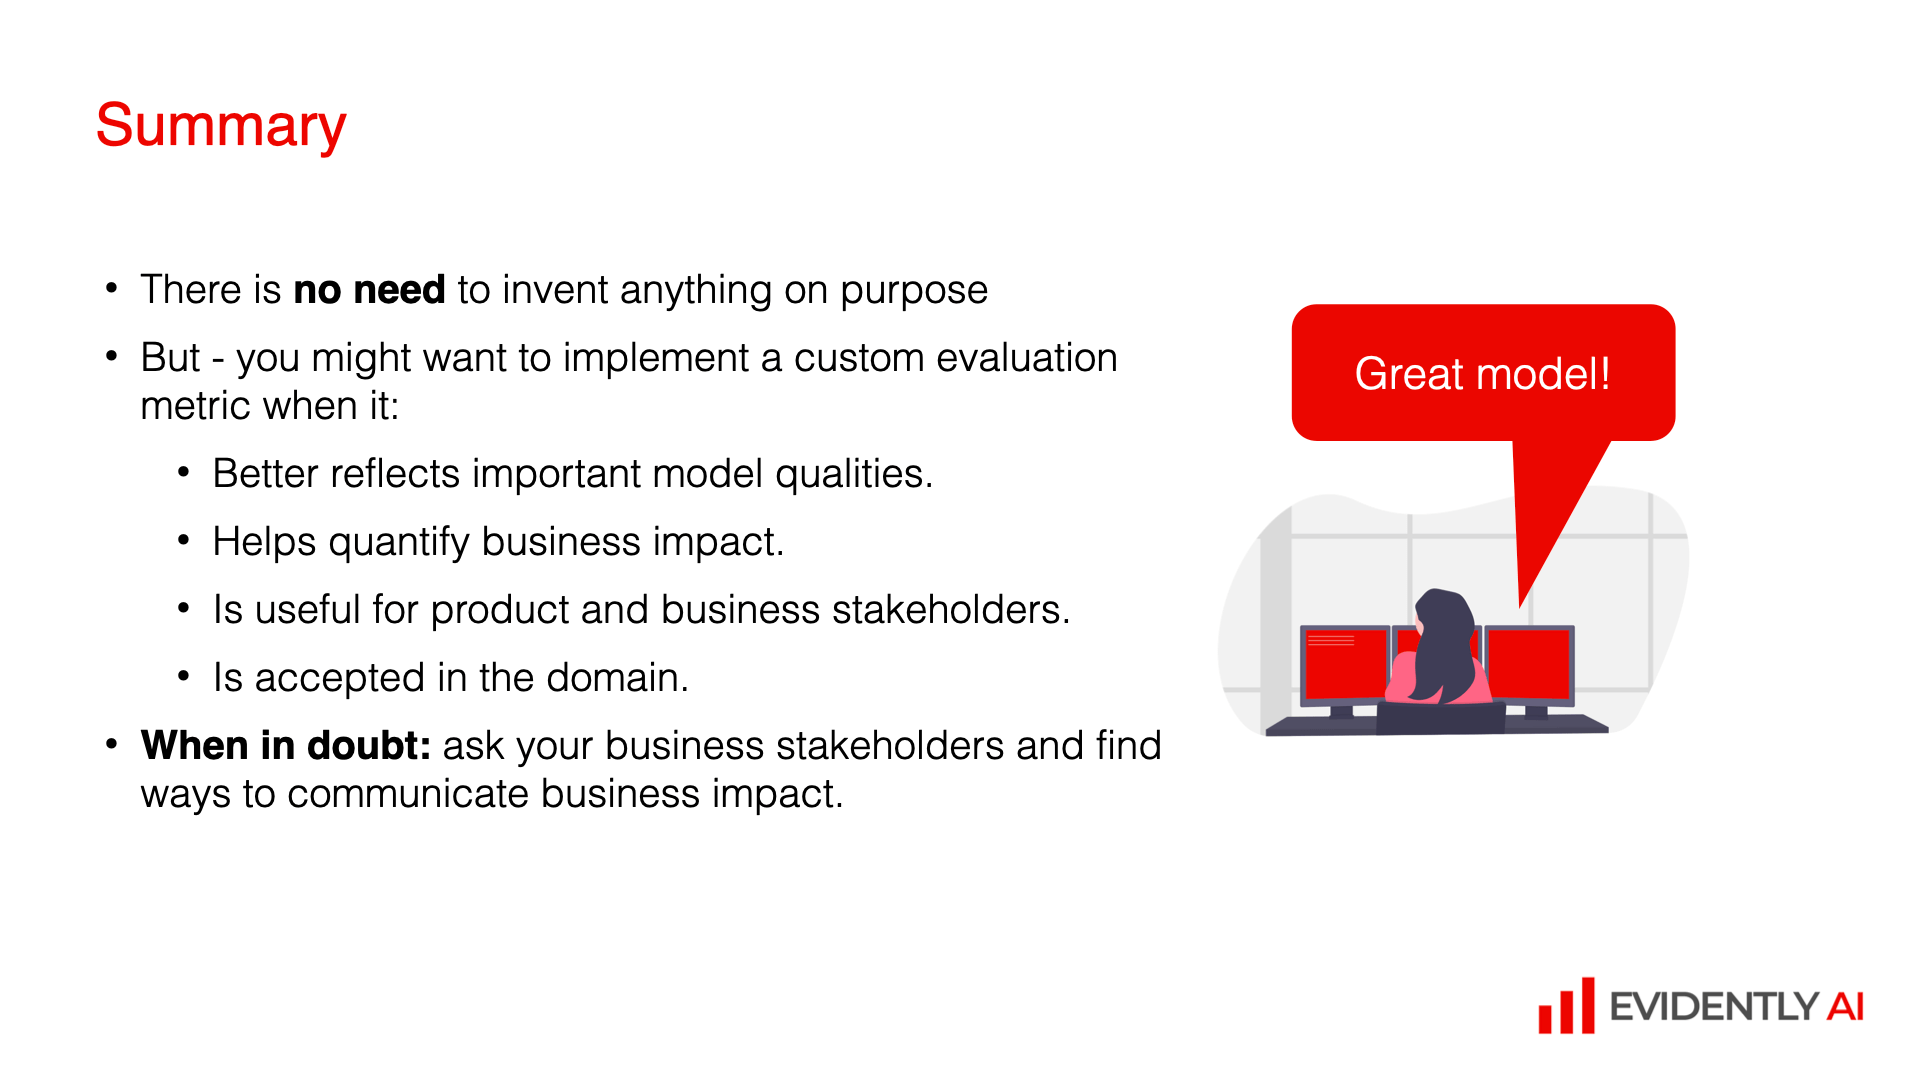 Summary
• There is no need to invent anything on purpose
• But - you might want to implement a custom evaluation
metric when it:
• Better reflects important model qualities.
• Helps quantify business impact.
• Is useful for product and business stakeholders.
• Is accepted in the domain.
• When in doubt: ask your business stakeholders and find
ways to communicate business impact.
Great model!
EVIDENTLY AI